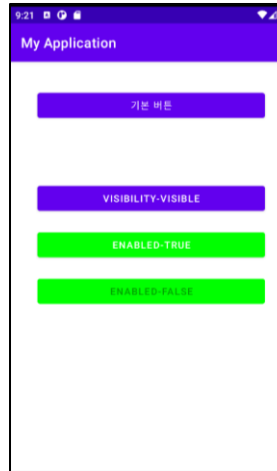 9:21
My Application
기본 버튼
VISIBILITY-VISIBLE
ENABLED-TRUE
ENABLED-FALSE